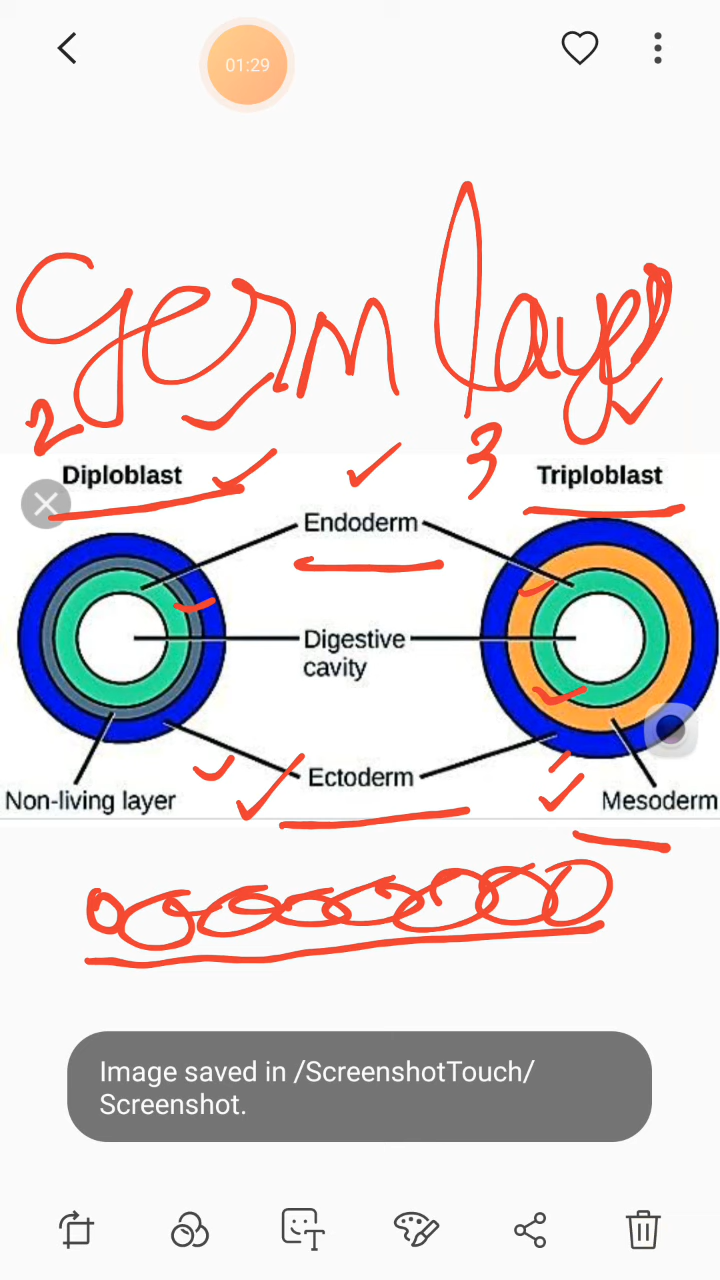 01:29
germ layer
2 3
Diploblast Triploblast
Endoderm
Digestive
cavity
Ectoderm
Non-living layer Mesoderm
Image saved in /ScreenshotTouch/
Screenshot.
T